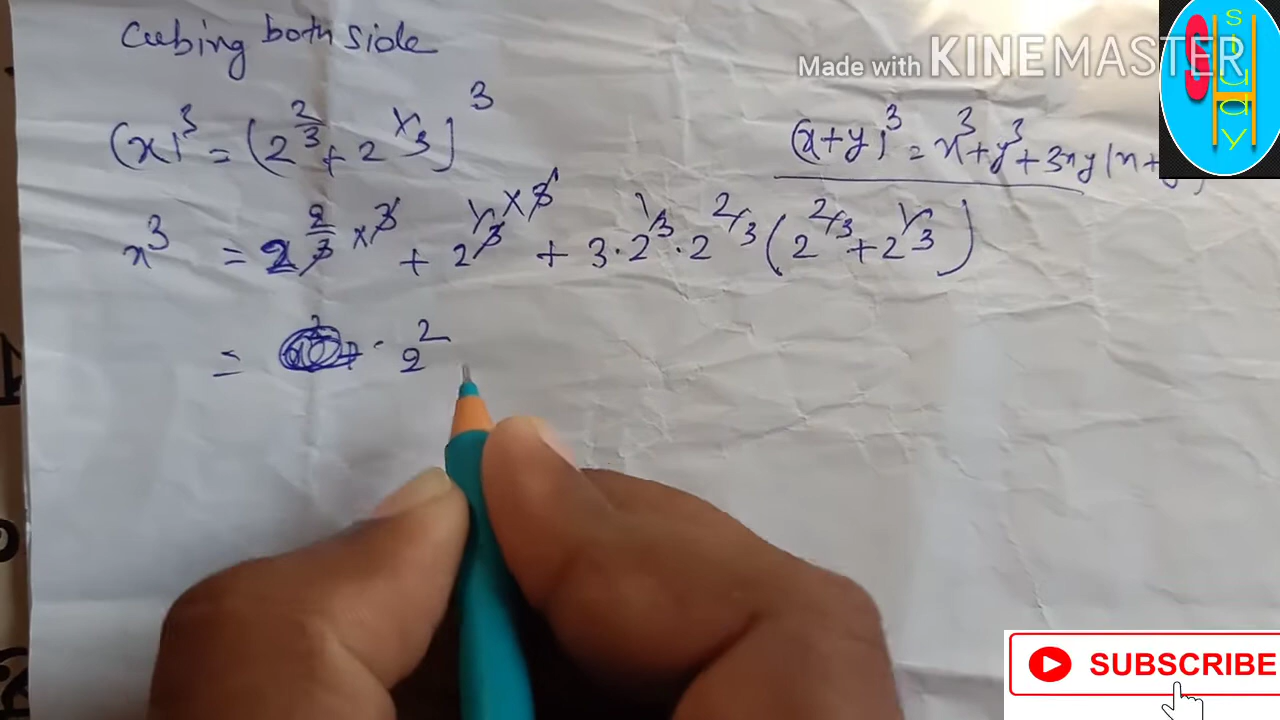 Cubing both side
Made with KINEMASTER
S
study
(x)³ = (2^{2/3} + 2^{1/3})³
(x+y)³ = x³+y³+3xy(x+
x³ = 2^{2/3 × 3} + 2^{1/3 × 3} + 3·2^{1/3}·2^{2/3}(2^{2/3} + 2^{1/3})
= 2²
SUBSCRIBE